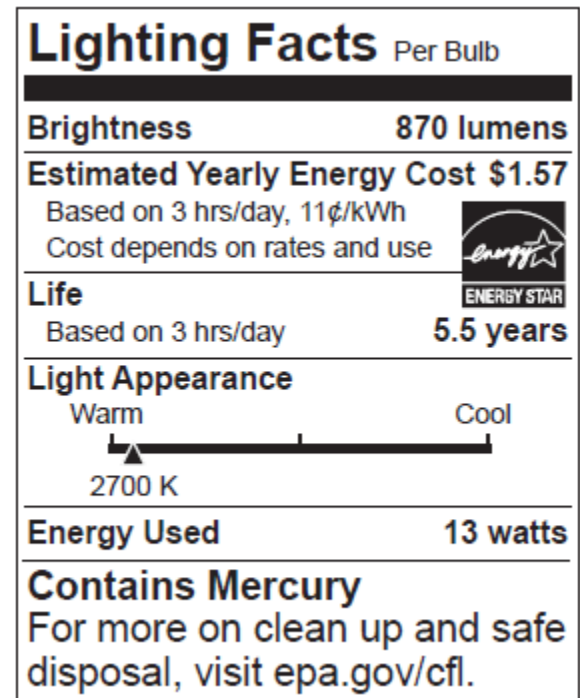 Lighting Facts Per Bulb
Brightness 870 lumens
Estimated Yearly Energy Cost $1.57
Based on 3 hrs/day, 11¢/kWh
Cost depends on rates and use
energy
ENERGY STAR
Life
Based on 3 hrs/day 5.5 years
Light Appearance
Warm Cool
2700 K
Energy Used 13 watts
Contains Mercury
For more on clean up and safe
disposal, visit epa.gov/cfl.